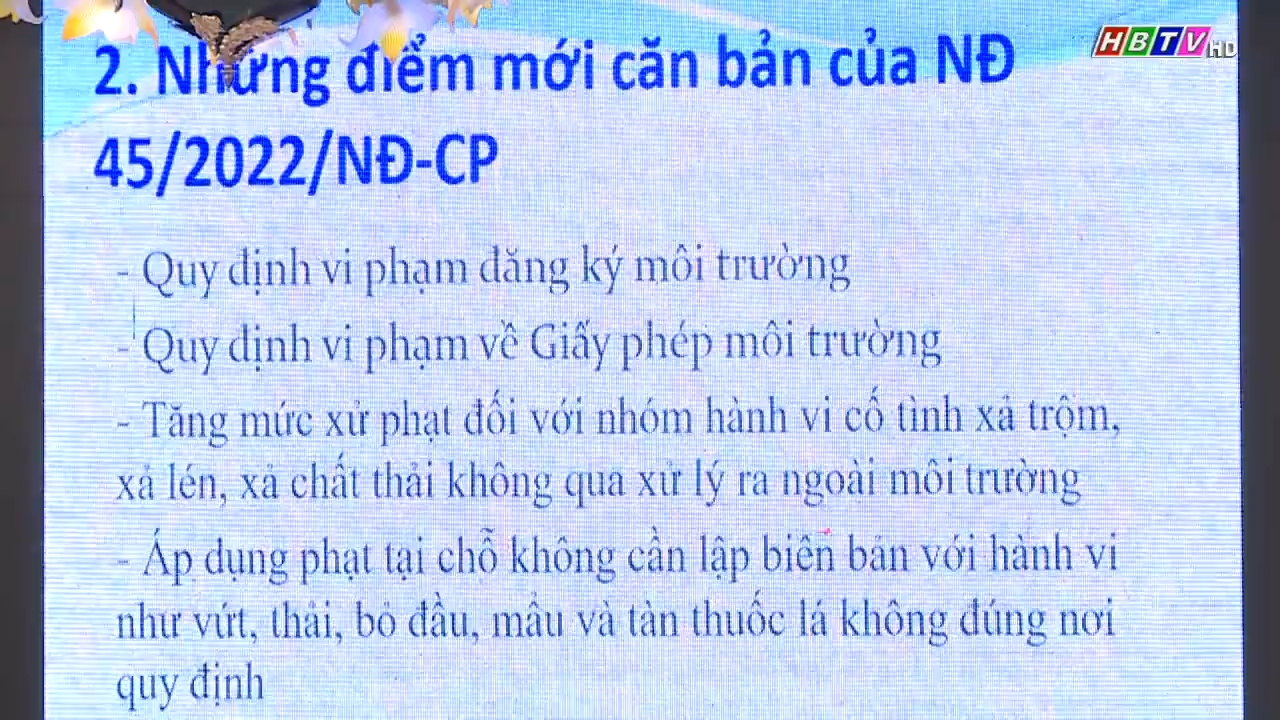 HBTV HD
2. Những điểm mới căn bản của NĐ
45/2022/NĐ-CP
- Quy định vi phạm đăng ký môi trường
- Quy định vi phạm về Giấy phép môi trường
- Tăng mức xử phạt đối với nhóm hành vi cố tình xả trộm,
xả lén, xả chất thải không qua xử lý ra ngoài môi trường
- Áp dụng phạt tại chỗ không cần lập biên bản với hành vi
như vứt, thải, bỏ đầu, mẩu và tàn thuốc lá không đúng nơi
quy định